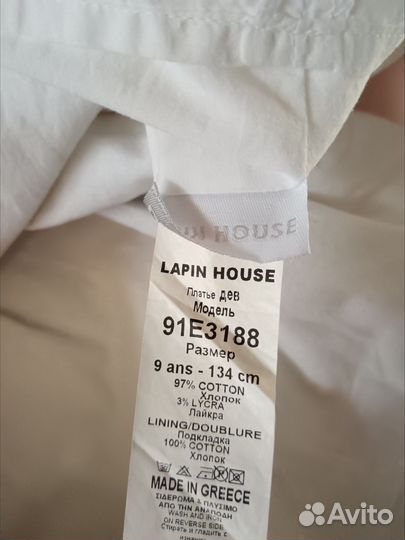 HOUSE
LAPIN HOUSE
Платье дев
Модель
91E3188
Размер
9 ans - 134 cm
97% COTTON
Хлопок
3% LYCRA
Лайкра
LINING/DOUBLURE
Подкладка
100% COTTON
Хлопок
MADE IN GREECE
ΣΙΔΕΡΩΜΑ & ΠΛΥΣΙΜΟ
ΑΠΟ ΤΗΝ ΑΝΑΠΟΔΗ
WASH AND IRON
ON REVERSE SIDE
Стирать и гладить с
Avito